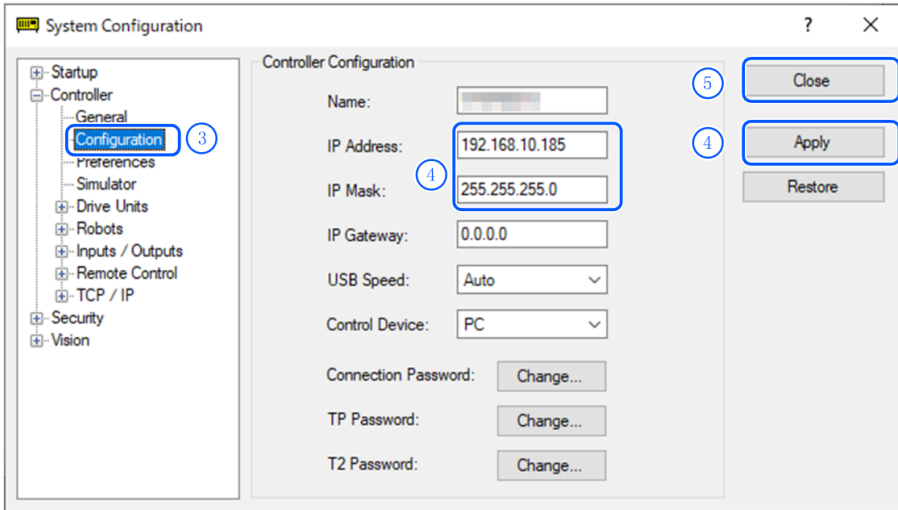 System Configuration
?
Startup
Controller
General
Configuration
③
Preferences
Simulator
Drive Units
Robots
Inputs / Outputs
Remote Control
TCP / IP
Security
Vision
Controller Configuration
Name:
IP Address: 192.168.10.185
④
IP Mask: 255.255.255.0
IP Gateway: 0.0.0.0
USB Speed: Auto
Control Device: PC
Connection Password: Change...
TP Password: Change...
T2 Password: Change...
⑤ Close
④ Apply
Restore